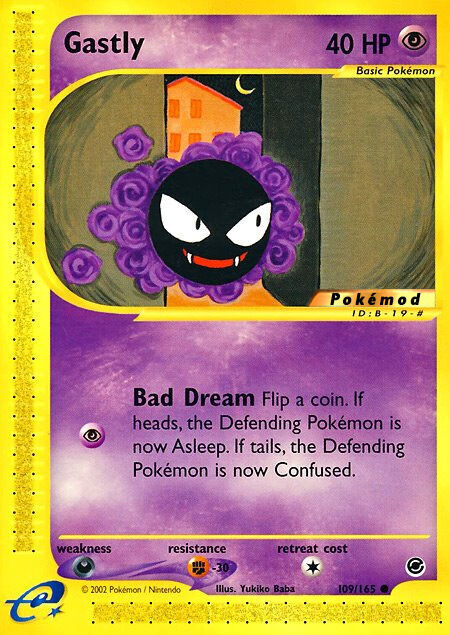 Gastly 40 HP
Basic Pokémon
Pokémod
ID:B-19-#
Bad Dream Flip a coin. If
heads, the Defending Pokémon is
now Asleep. If tails, the Defending
Pokémon is now Confused.
weakness resistance retreat cost
-30
© 2002 Pokémon / Nintendo Illus. Yukiko Baba 109/165
e